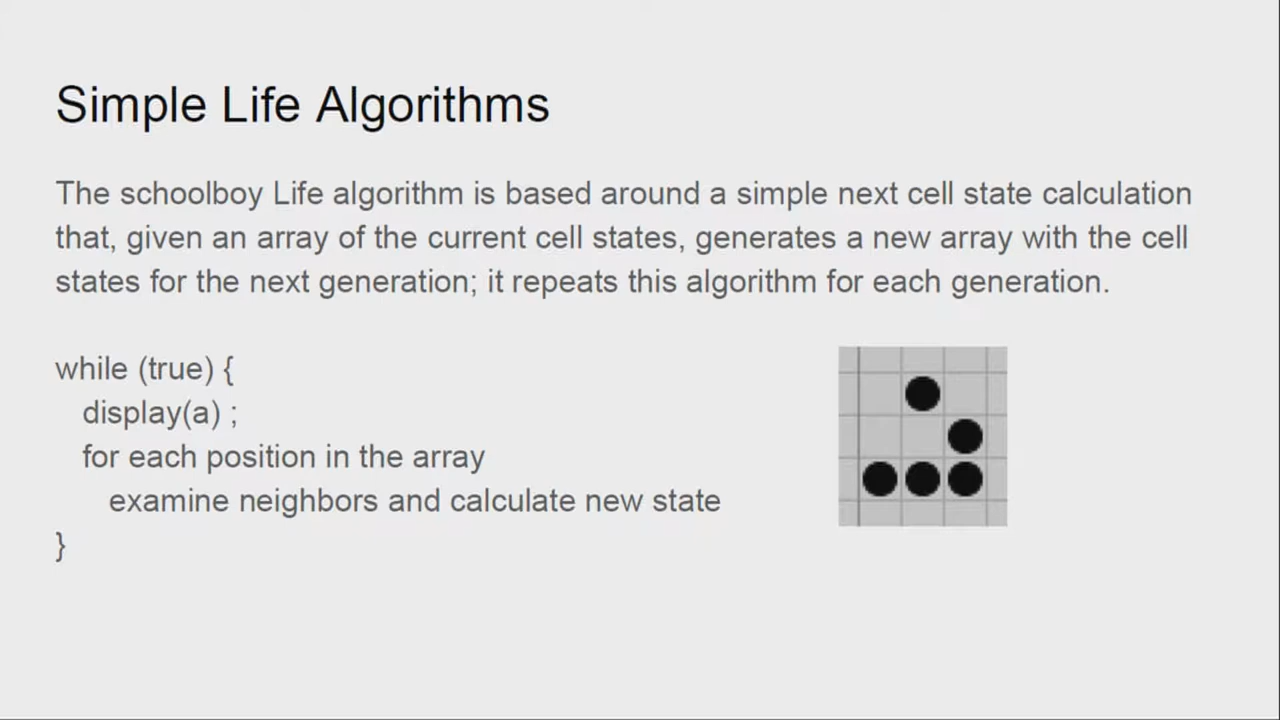 Simple Life Algorithms
The schoolboy Life algorithm is based around a simple next cell state calculation
that, given an array of the current cell states, generates a new array with the cell
states for the next generation; it repeats this algorithm for each generation.
while (true) {
display(a) ;
for each position in the array
examine neighbors and calculate new state
}